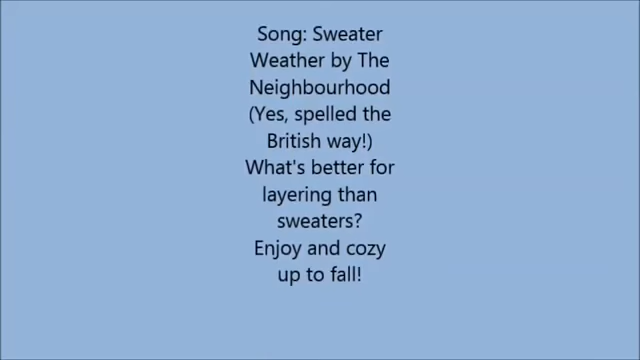 Song: Sweater
Weather by The
Neighbourhood
(Yes, spelled the
British way!)
What's better for
layering than
sweaters?
Enjoy and cozy
up to fall!